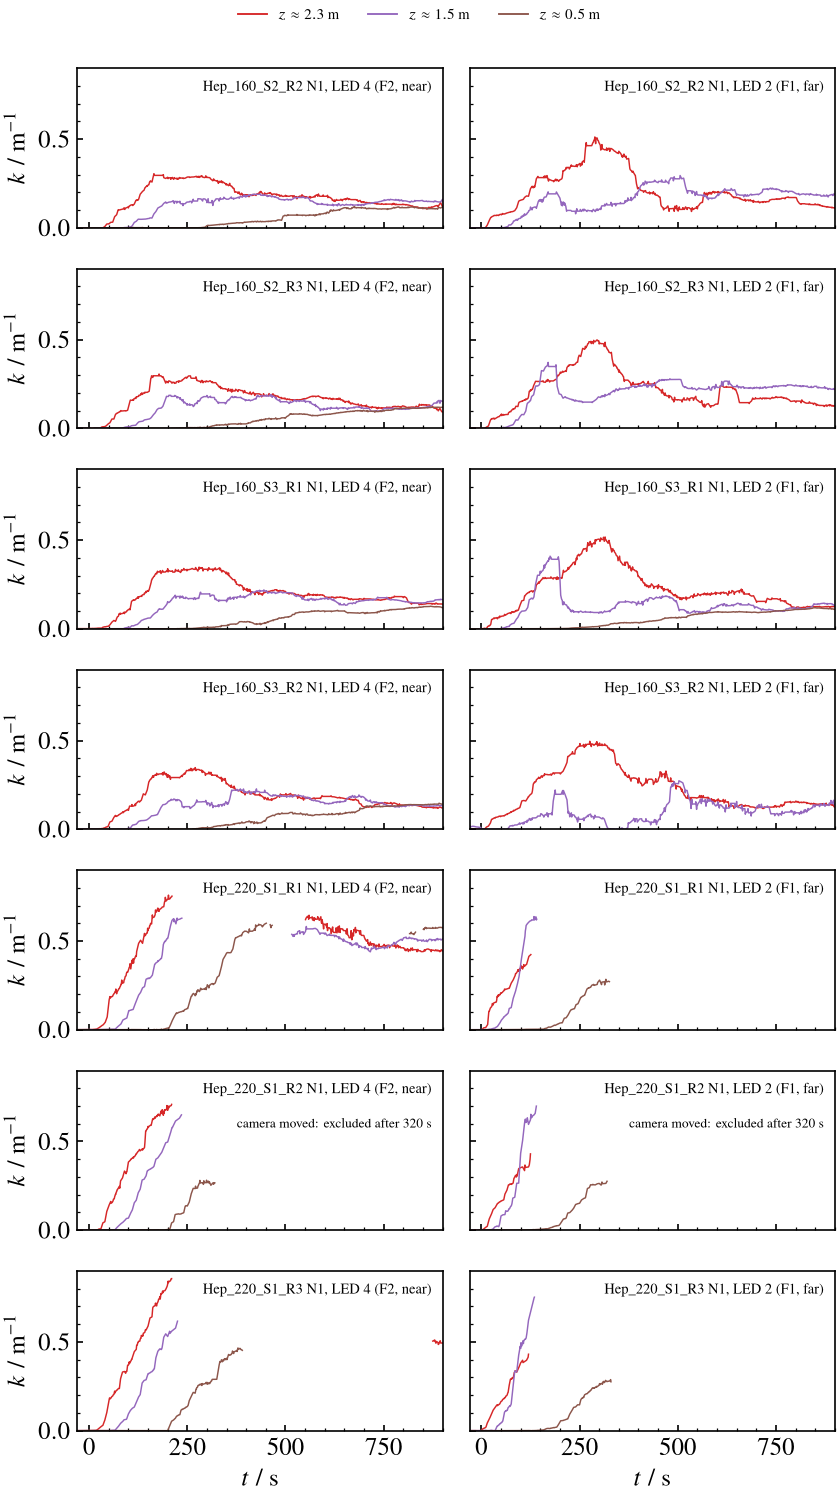 z ≈ 2.3 m z ≈ 1.5 m z ≈ 0.5 m
Hep_160_S2_R2 N1, LED 4 (F2, near) Hep_160_S2_R2 N1, LED 2 (F1, far)
k / m⁻¹
0.5
0.0
Hep_160_S2_R3 N1, LED 4 (F2, near) Hep_160_S2_R3 N1, LED 2 (F1, far)
k / m⁻¹
0.5
0.0
Hep_160_S3_R1 N1, LED 4 (F2, near) Hep_160_S3_R1 N1, LED 2 (F1, far)
k / m⁻¹
0.5
0.0
Hep_160_S3_R2 N1, LED 4 (F2, near) Hep_160_S3_R2 N1, LED 2 (F1, far)
k / m⁻¹
0.5
0.0
Hep_220_S1_R1 N1, LED 4 (F2, near) Hep_220_S1_R1 N1, LED 2 (F1, far)
k / m⁻¹
0.5
0.0
Hep_220_S1_R2 N1, LED 4 (F2, near) Hep_220_S1_R2 N1, LED 2 (F1, far)
camera moved: excluded after 320 s camera moved: excluded after 320 s
k / m⁻¹
0.5
0.0
Hep_220_S1_R3 N1, LED 4 (F2, near) Hep_220_S1_R3 N1, LED 2 (F1, far)
k / m⁻¹
0.5
0.0
0 250 500 750 0 250 500 750
t / s t / s